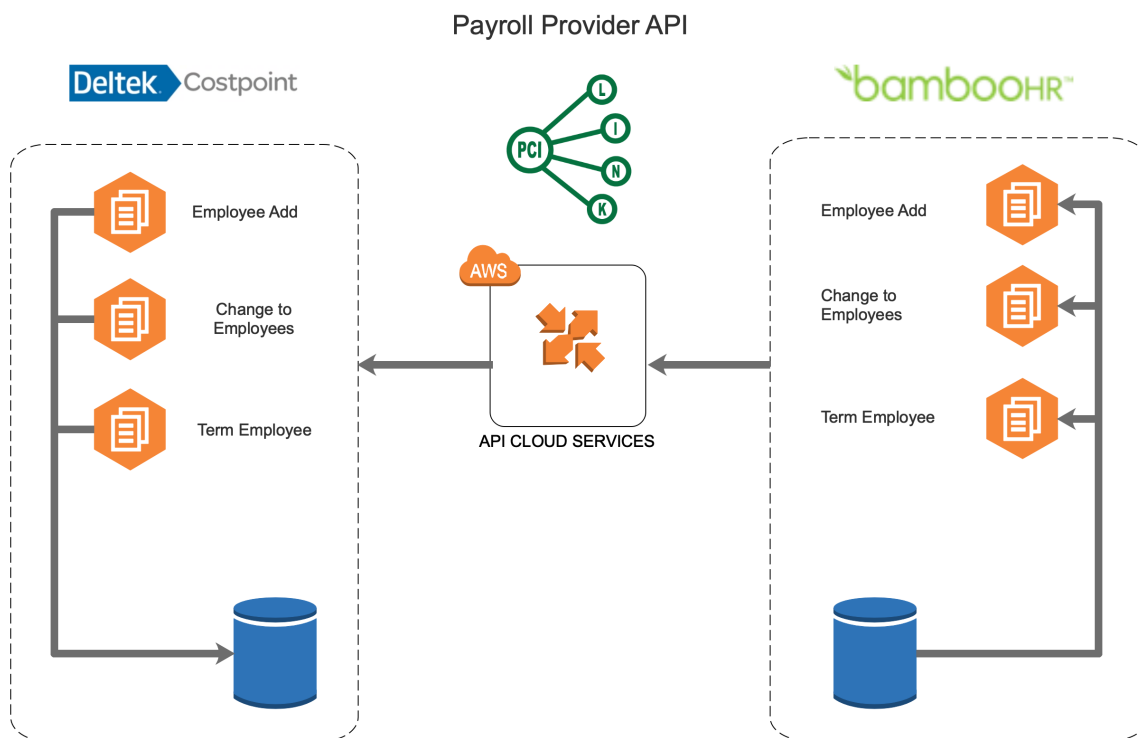 Payroll Provider API
Deltek Costpoint
bambooHR™
PCI
L
I
N
K
Employee Add
Change to
Employees
Term Employee
AWS
API CLOUD SERVICES
Employee Add
Change to
Employees
Term Employee